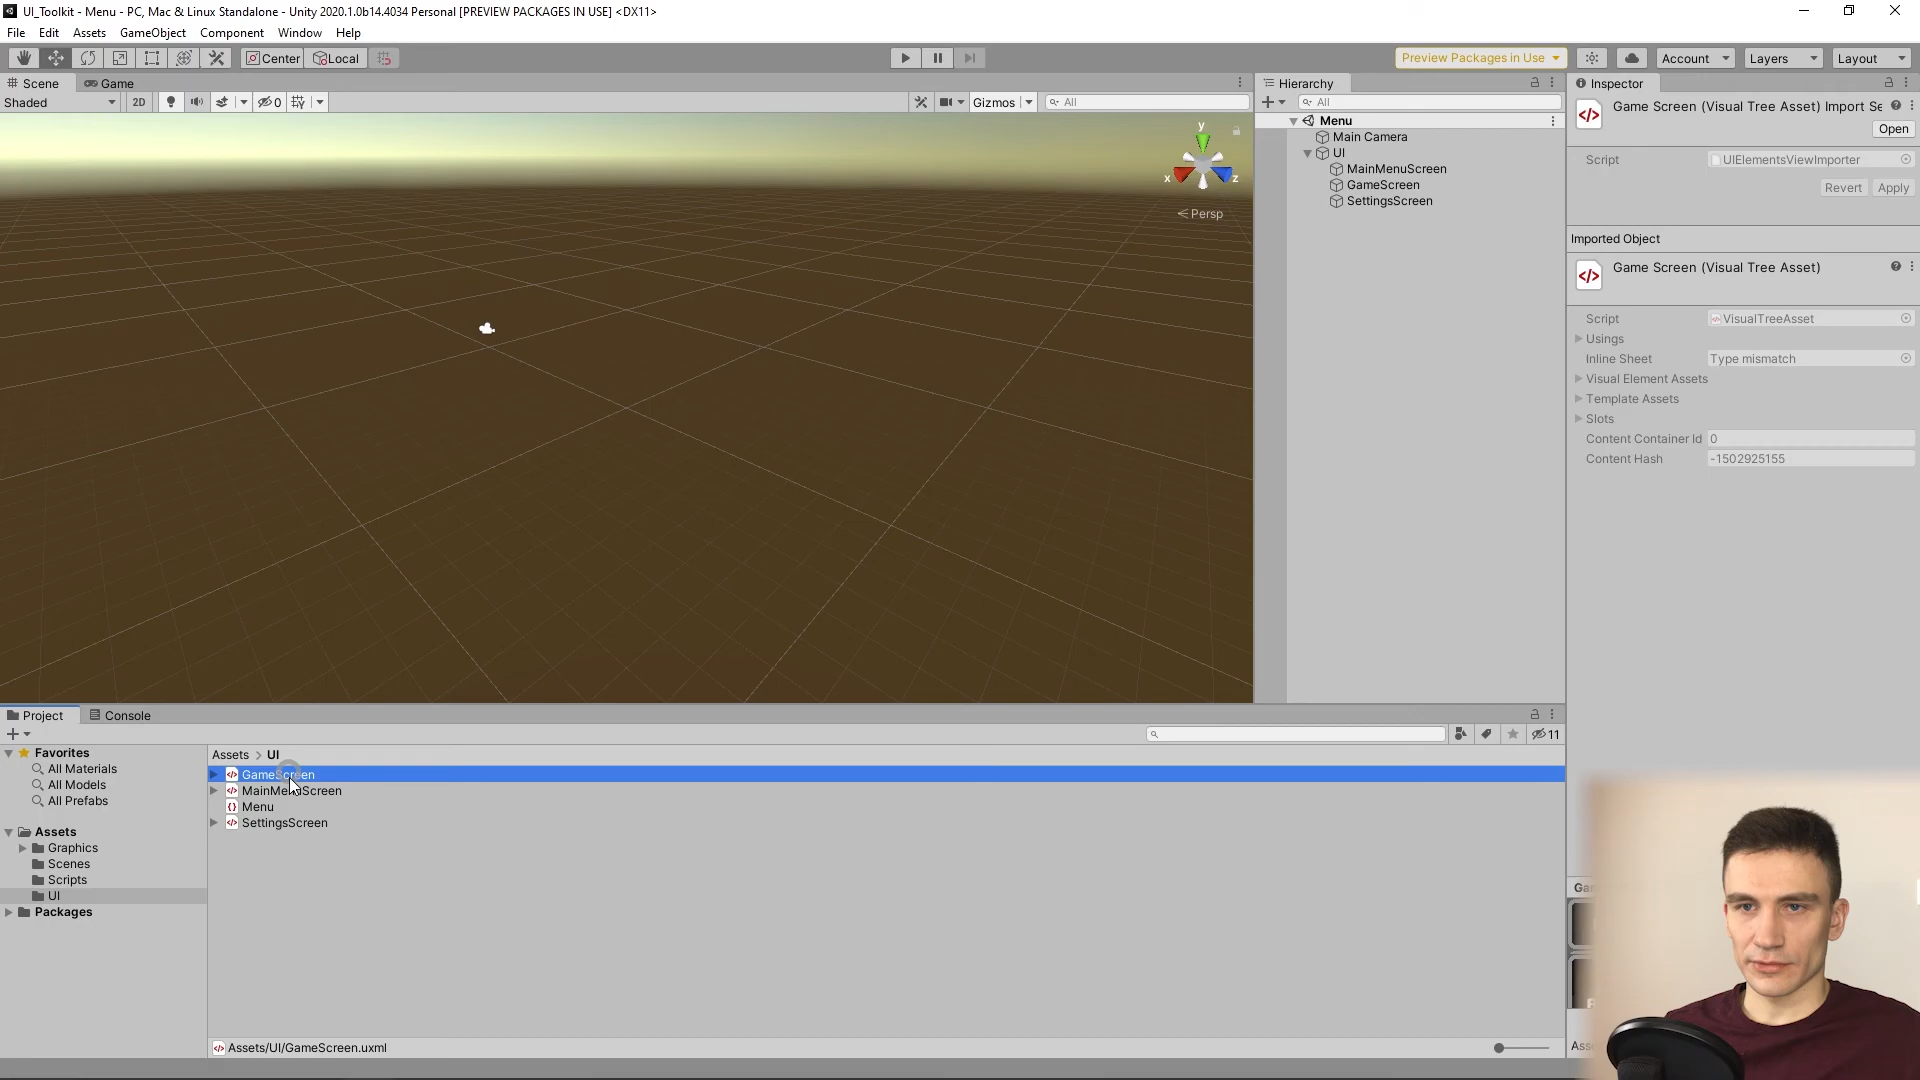 UI_Toolkit - Menu - PC, Mac & Linux Standalone - Unity 2020.1.0b14.4034 Personal [PREVIEW PACKAGES IN USE] <DX11>
File Edit Assets GameObject Component Window Help
Center Local Preview Packages in Use Account Layers Layout
Scene Game
Shaded 2D 0 Gizmos All
y
x z
Persp
Hierarchy
All
Menu
Main Camera
UI
MainMenuScreen
GameScreen
SettingsScreen
Inspector
Game Screen (Visual Tree Asset) Import Se
Open
Script UIElementsViewImporter
Revert Apply
Imported Object
Game Screen (Visual Tree Asset)
Script VisualTreeAsset
Usings
Inline Sheet Type mismatch
Visual Element Assets
Template Assets
Slots
Content Container Id 0
Content Hash -1502925155
Project Console
11
Favorites
All Materials
All Models
All Prefabs
Assets
Graphics
Scenes
Scripts
UI
Packages
Assets > UI
GameScreen
MainMenuScreen
Menu
SettingsScreen
Assets/UI/GameScreen.uxml